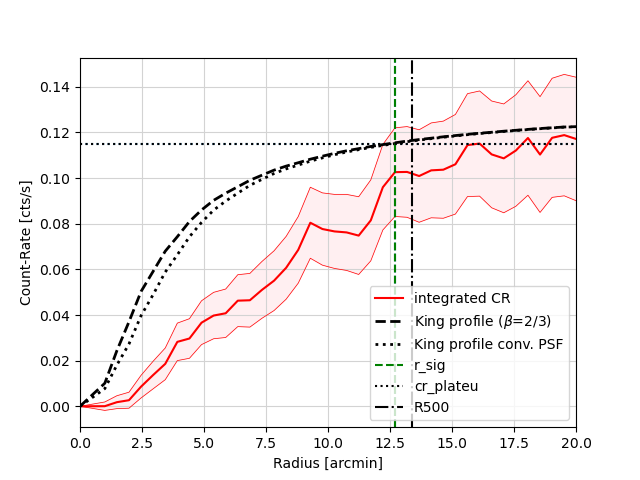 0.14
0.12
0.10
0.08
0.06
0.04
0.02
0.00
Count-Rate [cts/s]
integrated CR
King profile (β=2/3)
King profile conv. PSF
r_sig
cr_plateu
R500
0.0 2.5 5.0 7.5 10.0 12.5 15.0 17.5 20.0
Radius [arcmin]